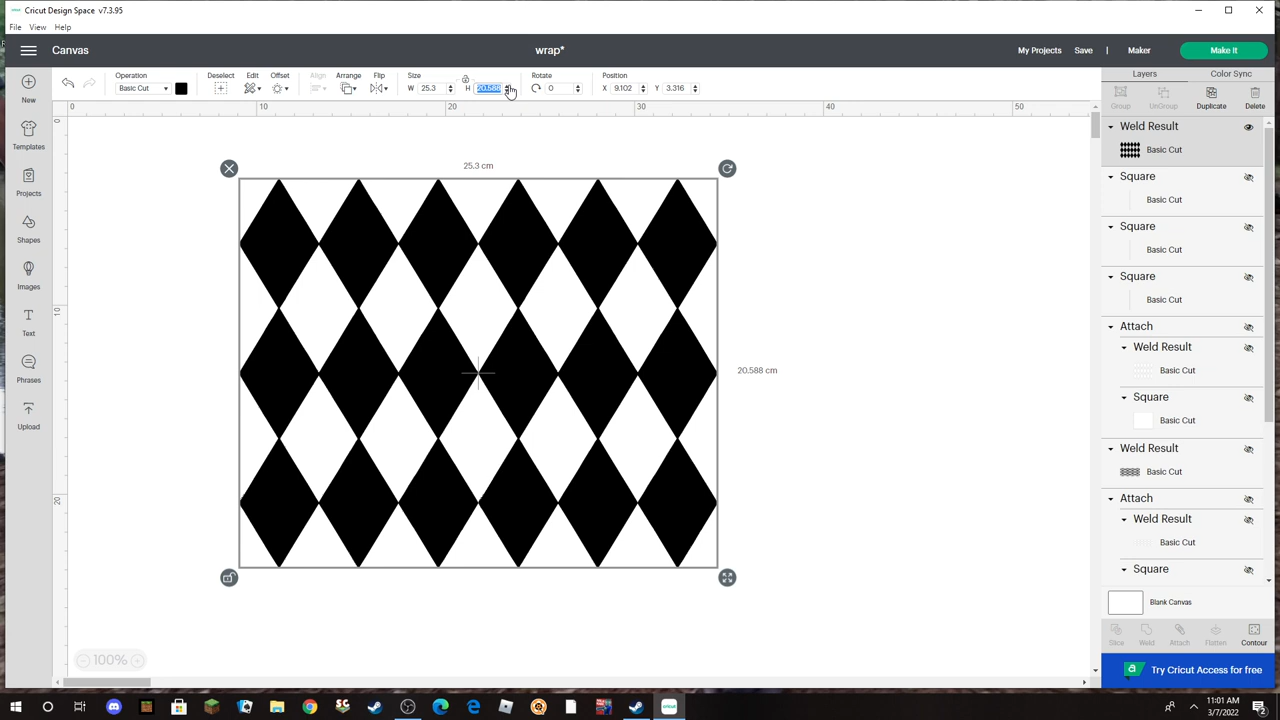 Cricut Design Space v7.3.95
File View Help
Canvas
wrap*
My Projects Save | Maker Make It
Operation Deselect Edit Offset Align Arrange Flip Size Rotate Position
Basic Cut W 25.3 H 20.588 0 X 9.102 Y 3.316
Layers Color Sync
Group UnGroup Duplicate Delete
New
Templates
Projects
Shapes
Images
Text
Phrases
Upload
0 10 20 30 40 50
0
10
20
25.3 cm
20.588 cm
100%
Weld Result
Basic Cut
Square
Basic Cut
Square
Basic Cut
Square
Basic Cut
Attach
Weld Result
Basic Cut
Square
Basic Cut
Weld Result
Basic Cut
Attach
Weld Result
Basic Cut
Square
Blank Canvas
Slice Weld Attach Flatten Contour
a Try Cricut Access for free
11:01 AM
3/7/2022